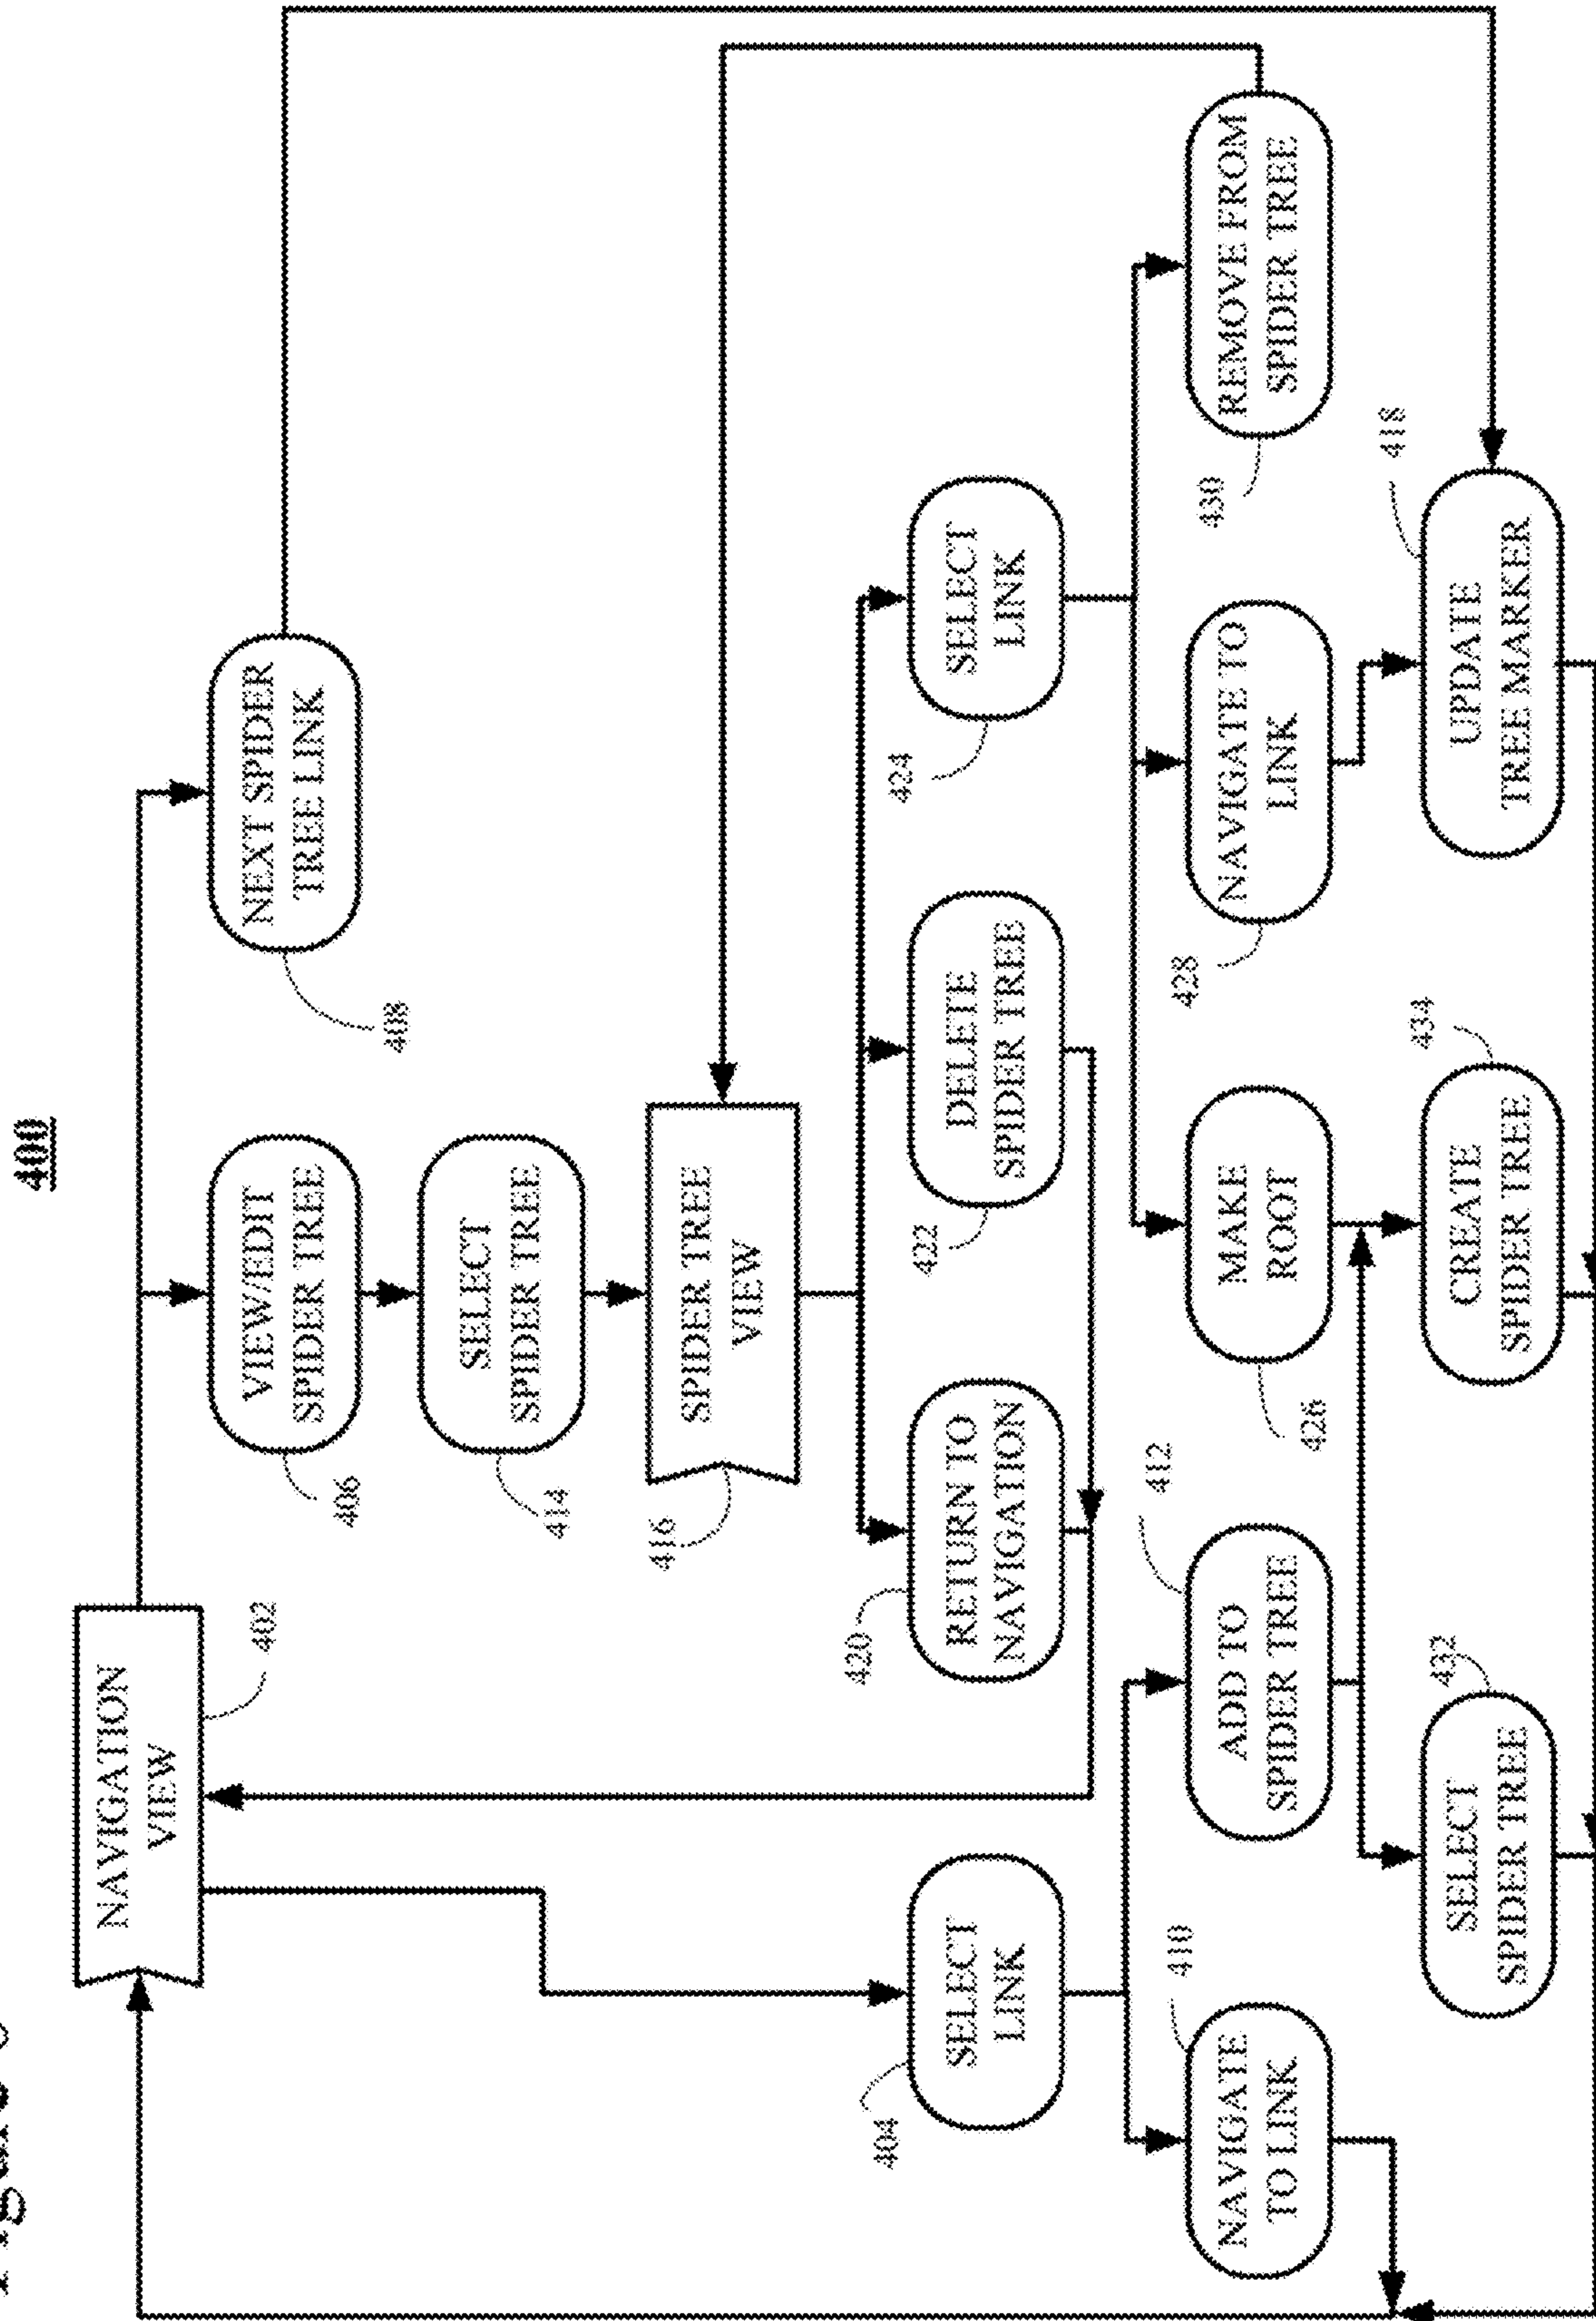 400
NAVIGATION
VIEW
402
VIEW/EDIT
SPIDER TREE
406
NEXT SPIDER
TREE LINK
408
SELECT
SPIDER TREE
414
SPIDER TREE
VIEW
416
SELECT
LINK
404
RETURN TO
NAVIGATION
420
DELETE
SPIDER TREE
422
SELECT
LINK
424
NAVIGATE
TO LINK
410
ADD TO
SPIDER TREE
412
MAKE
ROOT
426
NAVIGATE TO
LINK
428
REMOVE FROM
SPIDER TREE
430
SELECT
SPIDER TREE
432
CREATE
SPIDER TREE
434
UPDATE
TREE MARKER
418